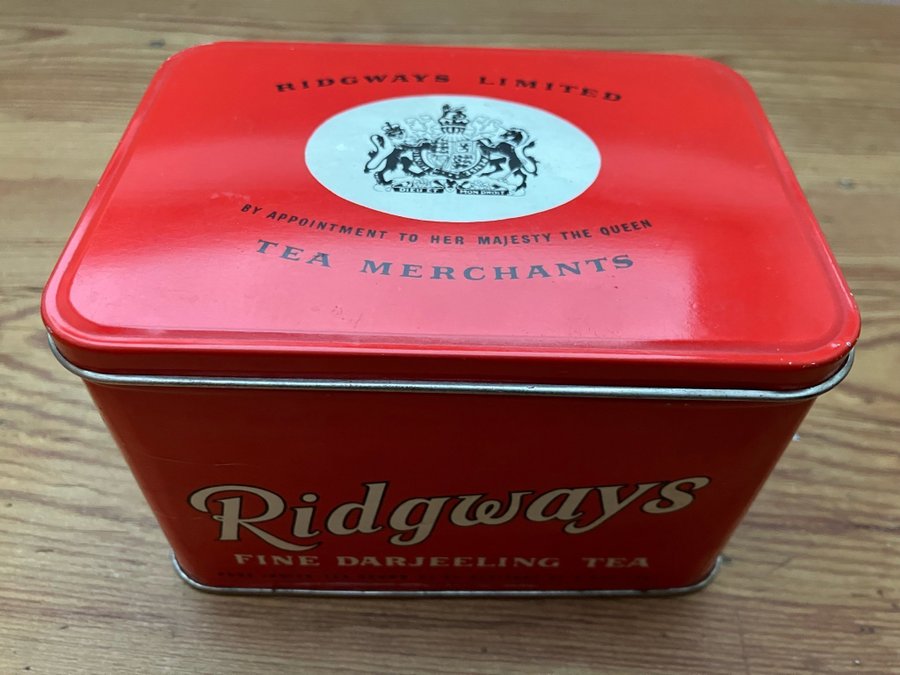 RIDGWAYS LIMITED
DIEU ET MON DROIT
BY APPOINTMENT TO HER MAJESTY THE QUEEN
TEA MERCHANTS
Ridgways
FINE DARJEELING TEA